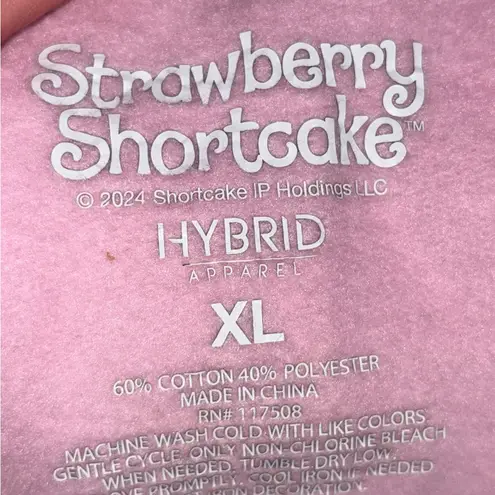 Strawberry
Shortcake™
© 2024 Shortcake IP Holdings LLC
HYBRID
APPAREL
XL
60% COTTON 40% POLYESTER
MADE IN CHINA
RN# 117508
MACHINE WASH COLD WITH LIKE COLORS
GENTLE CYCLE. ONLY NON-CHLORINE BLEACH
WHEN NEEDED. TUMBLE DRY LOW.
PROMPTLY. COOL IRON IF NEEDED
DECORATION.